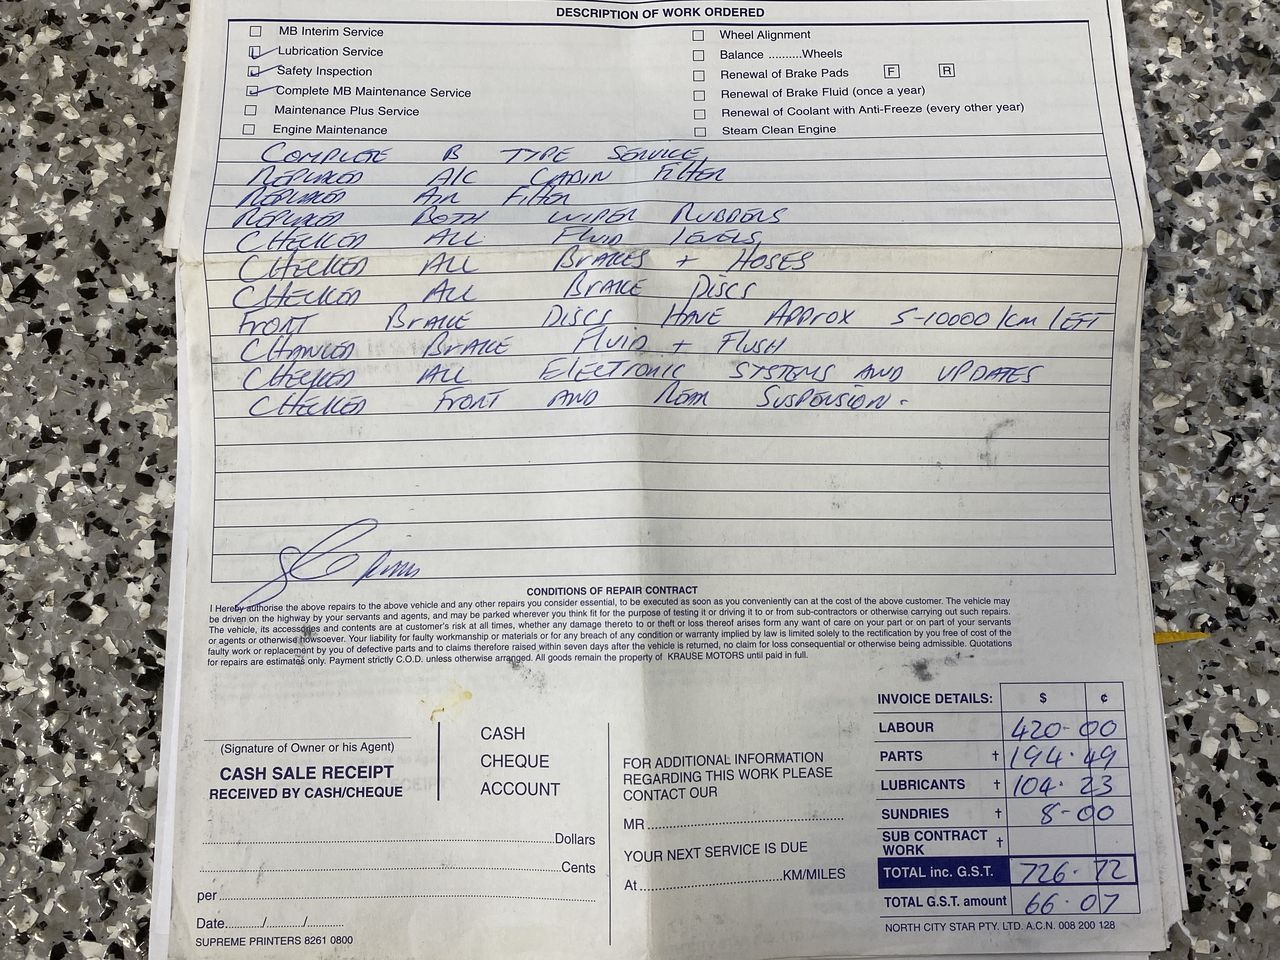 DESCRIPTION OF WORK ORDERED
MB Interim Service
Lubrication Service
Safety Inspection
Complete MB Maintenance Service
Maintenance Plus Service
Engine Maintenance
Wheel Alignment
Balance ..........Wheels
Renewal of Brake Pads F R
Renewal of Brake Fluid (once a year)
Renewal of Coolant with Anti-Freeze (every other year)
Steam Clean Engine
COMPLETE B TYPE SERVICE
REPLACED A/C CABIN FILTER
REPLACED AIR FILTER
REPLACED BOTH WIPER RUBBERS
CHECKED ALL FLUID LEVELS
CHECKED ALL BRAKES + HOSES
CHECKED ALL BRAKE DISCS
FRONT BRAKE DISCS HAVE APPROX 5-10000/KM LEFT
CHANGED BRAKE FLUID + FLUSH
CHECKED ALL ELECTRONIC SYSTEMS AND UPDATES
CHECKED FRONT AND REAR SUSPENSION.
CONDITIONS OF REPAIR CONTRACT
I Hereby authorise the above repairs to the above vehicle and any other repairs you consider essential, to be executed as soon as you conveniently can at the cost of the above customer. The vehicle may
be driven on the highway by your servants and agents, and may be parked wherever you think fit for the purpose of testing it or driving it to or from sub-contractors or otherwise carrying out such repairs.
The vehicle, its accessories and contents are at customer's risk at all times, whether any damage thereto or theft or loss thereof arises form any want of care on your part or on part of your servants
or agents or otherwise howsoever. Your liability for faulty workmanship or materials or for any breach of any condition or warranty implied by law is limited solely to the rectification by you free of cost of the
faulty work or replacement by you of defective parts and to claims therefore raised within seven days after the vehicle is returned, no claim for loss consequential or otherwise being admissible. Quotations
for repairs are estimates only. Payment strictly C.O.D. unless otherwise arranged. All goods remain the property of KRAUSE MOTORS until paid in full.
(Signature of Owner or his Agent)
CASH SALE RECEIPT
RECEIVED BY CASH/CHEQUE
CASH
CHEQUE
ACCOUNT
Dollars
Cents
per
Date ....../....../......
SUPREME PRINTERS 8261 0800
FOR ADDITIONAL INFORMATION
REGARDING THIS WORK PLEASE
CONTACT OUR
MR
YOUR NEXT SERVICE IS DUE
At KM/MILES
INVOICE DETAILS: $ ¢
LABOUR 420-00
PARTS † 194.49
LUBRICANTS † 104.23
SUNDRIES † 8-00
SUB CONTRACT
WORK †
TOTAL inc. G.S.T. 726.72
TOTAL G.S.T. amount 66.07
NORTH CITY STAR PTY. LTD. A.C.N. 008 200 128